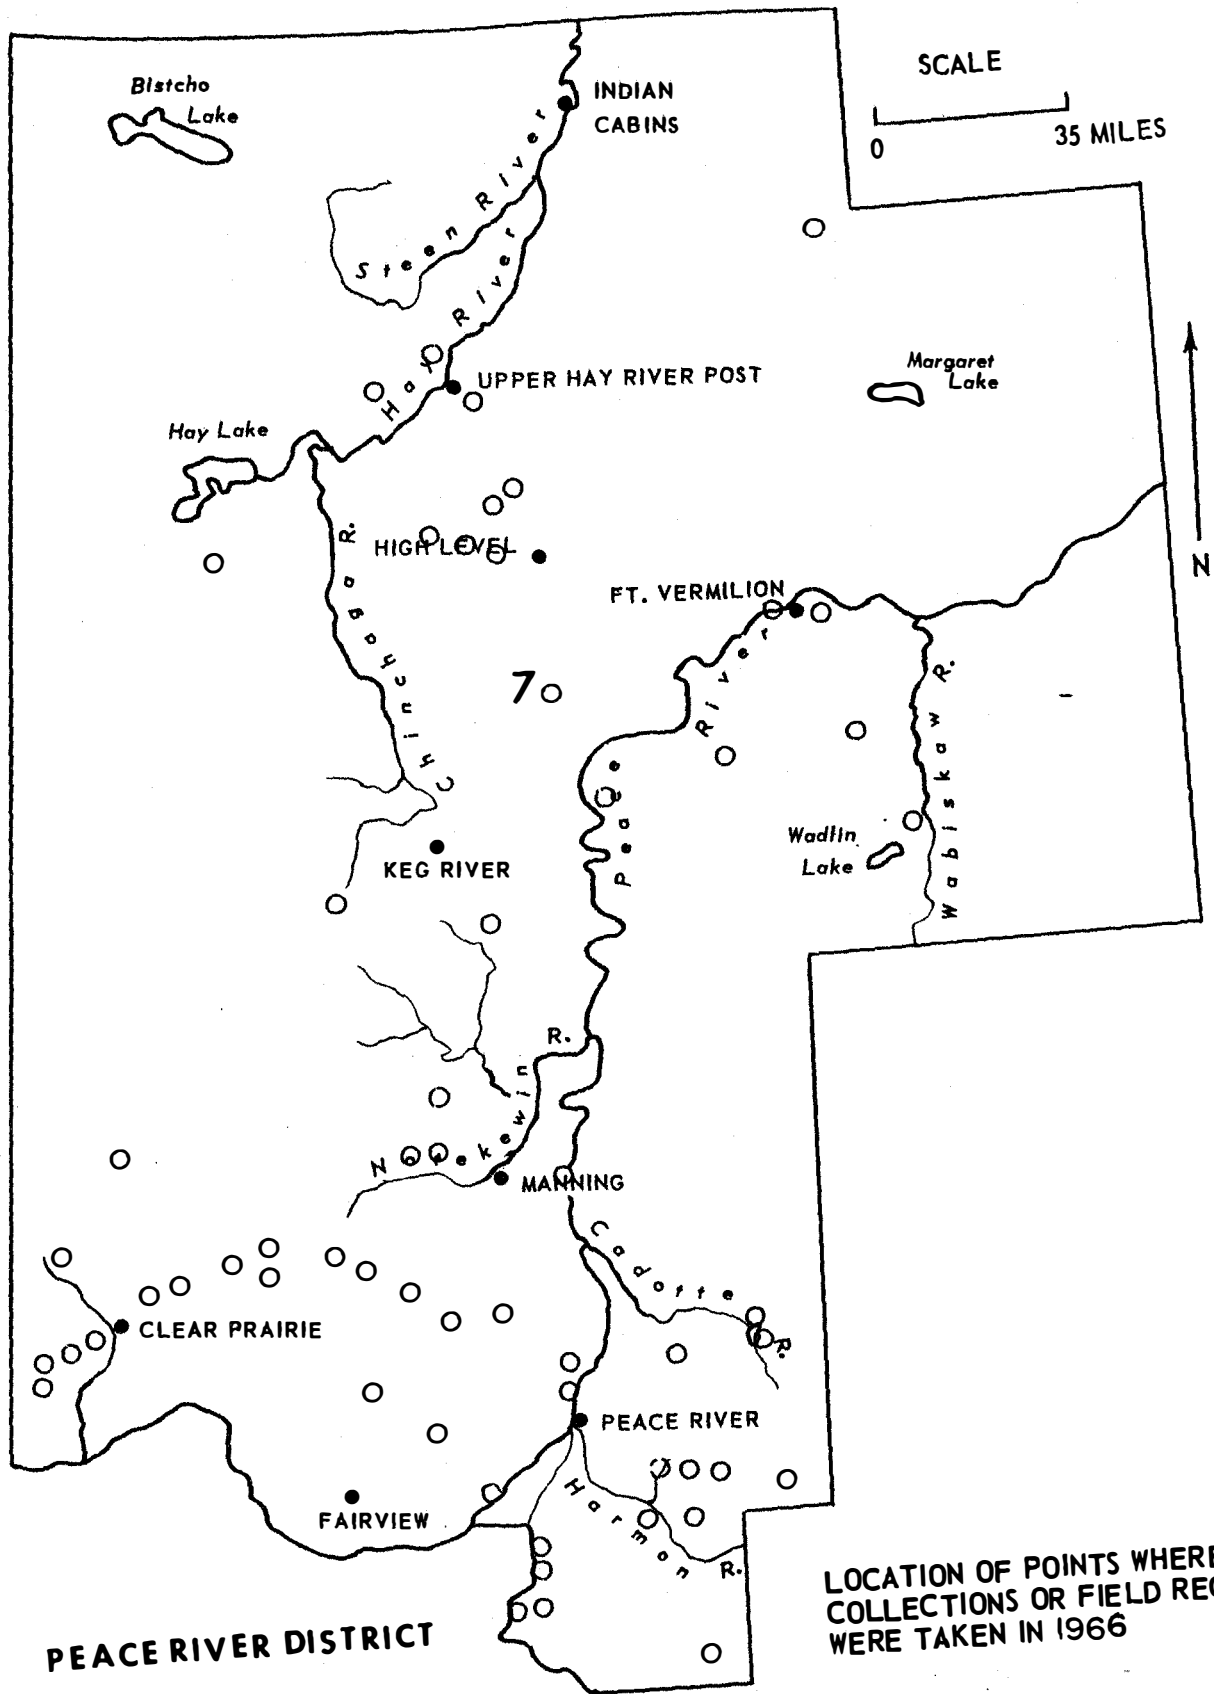 Bistcho
Lake
INDIAN
CABINS
SCALE
0
35 MILES
Steen River
Hay River
UPPER HAY RIVER POST
Margaret
Lake
Hay Lake
N
HIGH LEVEL
Chinchaga R.
FT. VERMILION
7
Peace River
Wabiskaw R.
Wadlin
Lake
KEG RIVER
Notekewin R.
MANNING
Cadotte R.
CLEAR PRAIRIE
PEACE RIVER
Harmon R.
FAIRVIEW
PEACE RIVER DISTRICT
LOCATION OF POINTS WHERE
COLLECTIONS OR FIELD
WERE TAKEN IN 1966